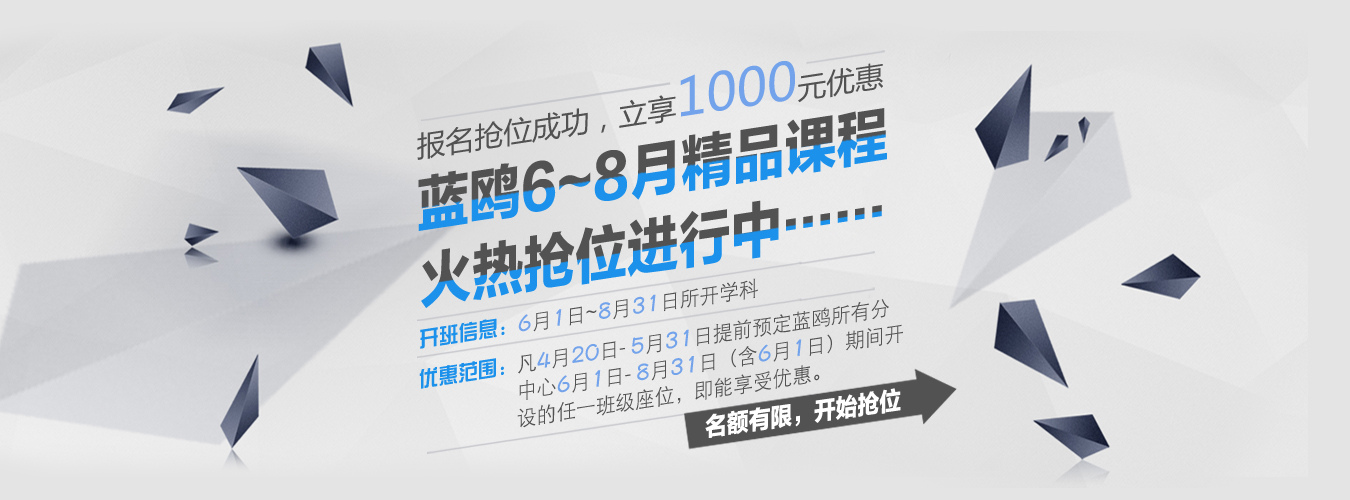 报名抢位成功，立享1000元优惠
蓝鸥6~8月精品课程
火热抢位进行中……
开班信息：6月1日~8月31日所开学科
优惠范围：凡4月20日-5月31日提前预定蓝鸥所有分
中心6月1日-8月31日（含6月1日）期间开
设的任一班级座位，即能享受优惠。
名额有限，开始抢位